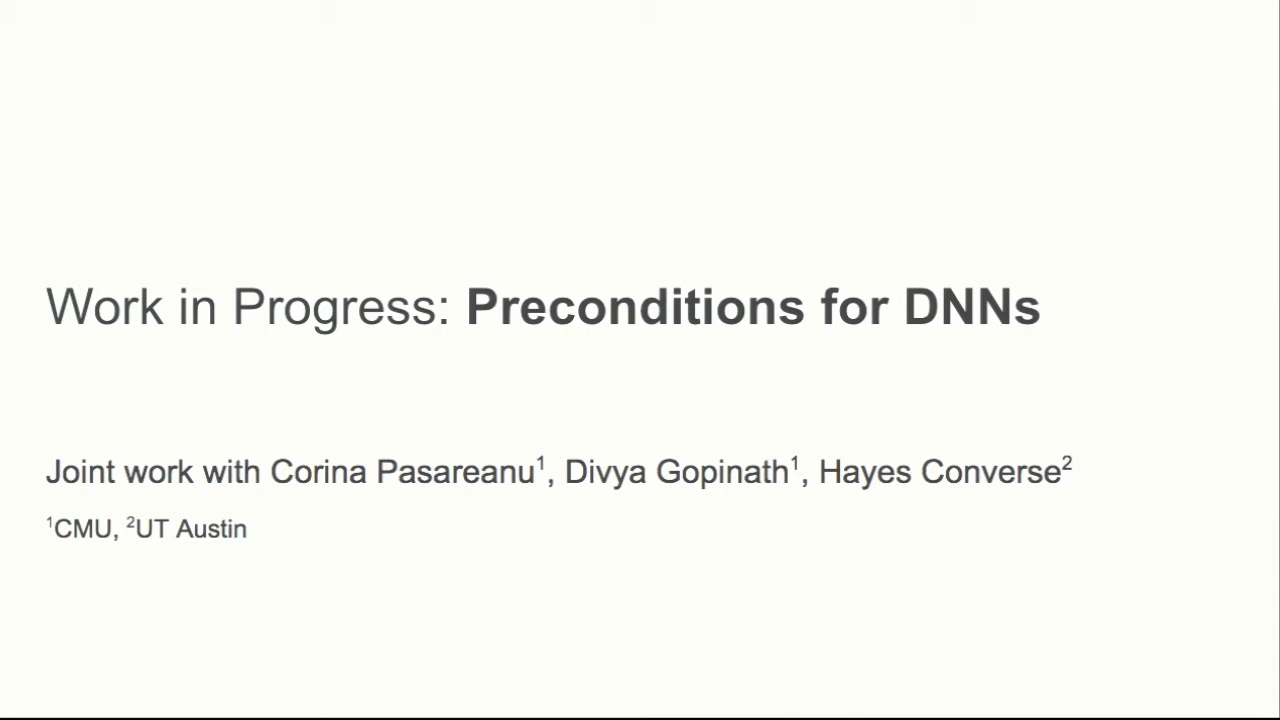 Work in Progress: Preconditions for DNNs
Joint work with Corina Pasareanu¹, Divya Gopinath¹, Hayes Converse²
¹CMU, ²UT Austin